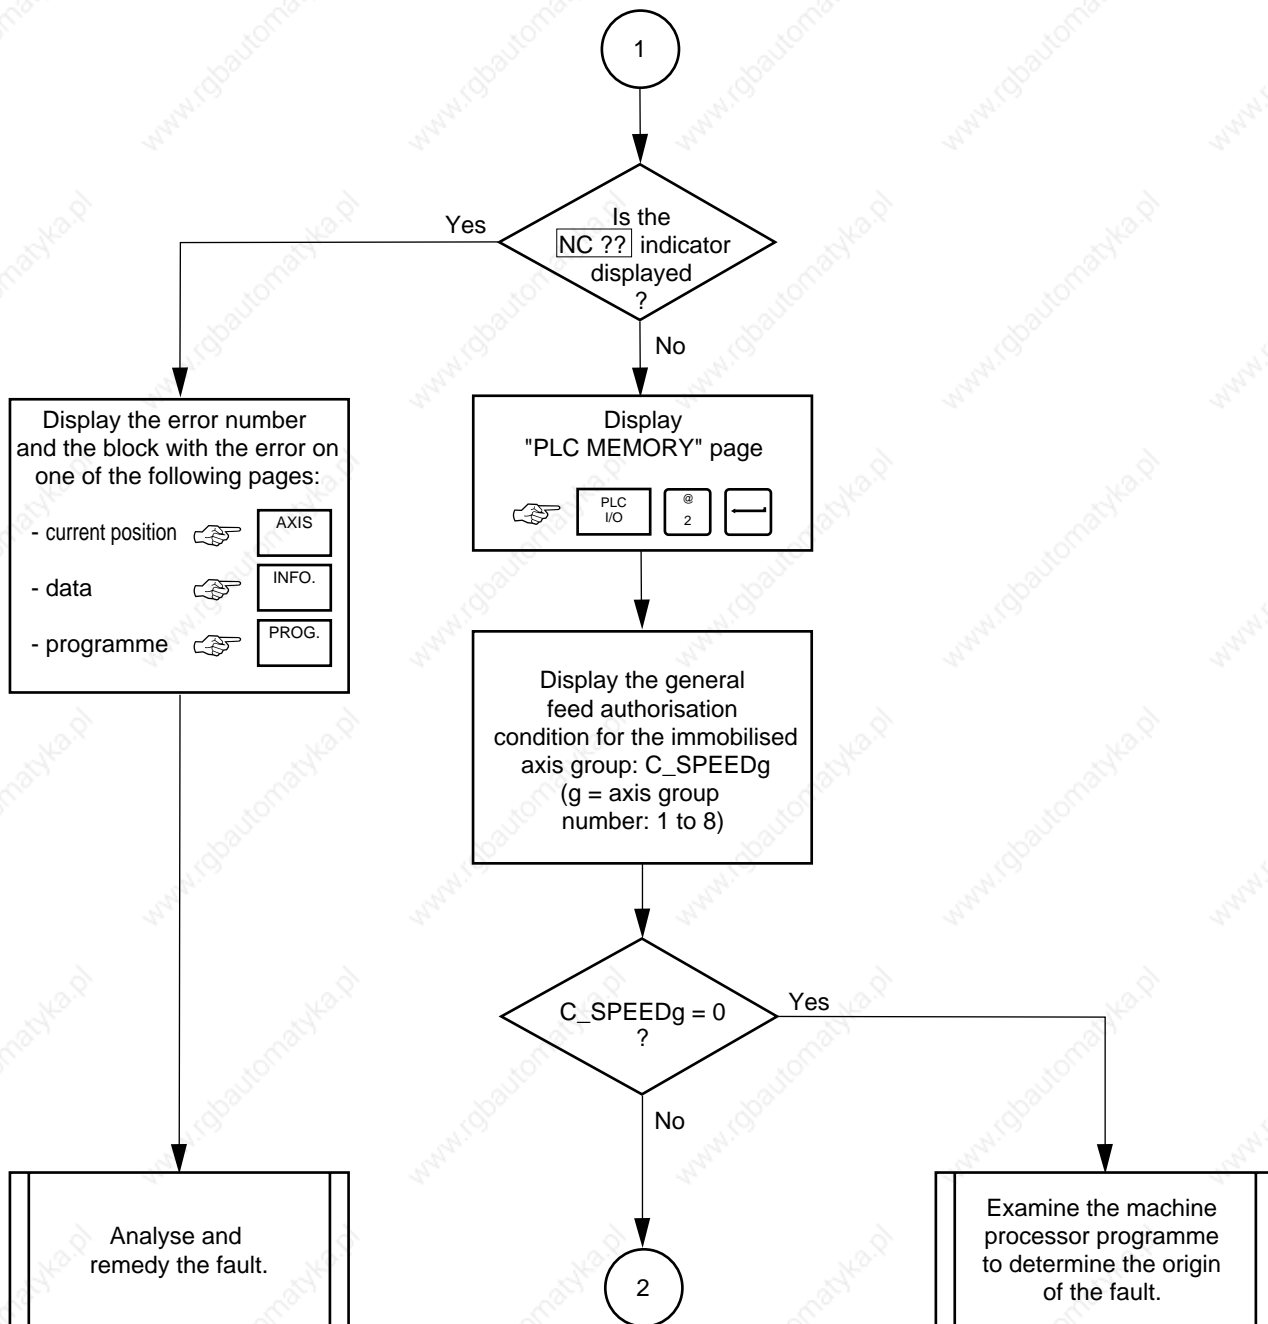 1
Is the
NC ?? indicator
displayed
?
Yes
No
Display the error number
and the block with the error on
one of the following pages:
- current position AXIS
- data INFO.
- programme PROG.
Display
"PLC MEMORY" page
PLC
I/O
@
2
Display the general
feed authorisation
condition for the immobilised
axis group: C_SPEEDg
(g = axis group
number: 1 to 8)
C_SPEEDg = 0
?
Yes
No
Analyse and
remedy the fault.
2
Examine the machine
processor programme
to determine the origin
of the fault.
www.rgbautomatyka.pl